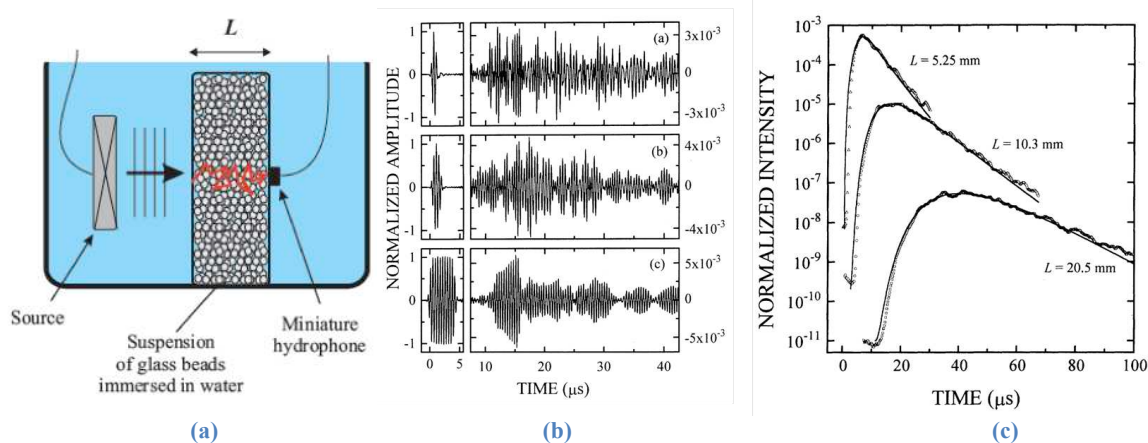 L
Source
Suspension
of glass beads
immersed in water
Miniature
hydrophone
(a)
NORMALIZED AMPLITUDE
1
0
-1
(a)
3x10⁻³
0
-3x10⁻³
1
0
-1
(b)
4x10⁻³
0
-4x10⁻³
1
0
-1
(c)
5x10⁻³
0
-5x10⁻³
0 5 10 20 30 40
TIME (μs)
(b)
NORMALIZED INTENSITY
10⁻³
10⁻⁴
10⁻⁵
10⁻⁶
10⁻⁷
10⁻⁸
10⁻⁹
10⁻¹⁰
10⁻¹¹
L = 5.25 mm
L = 10.3 mm
L = 20.5 mm
0 20 40 60 80 100
TIME (μs)
(c)